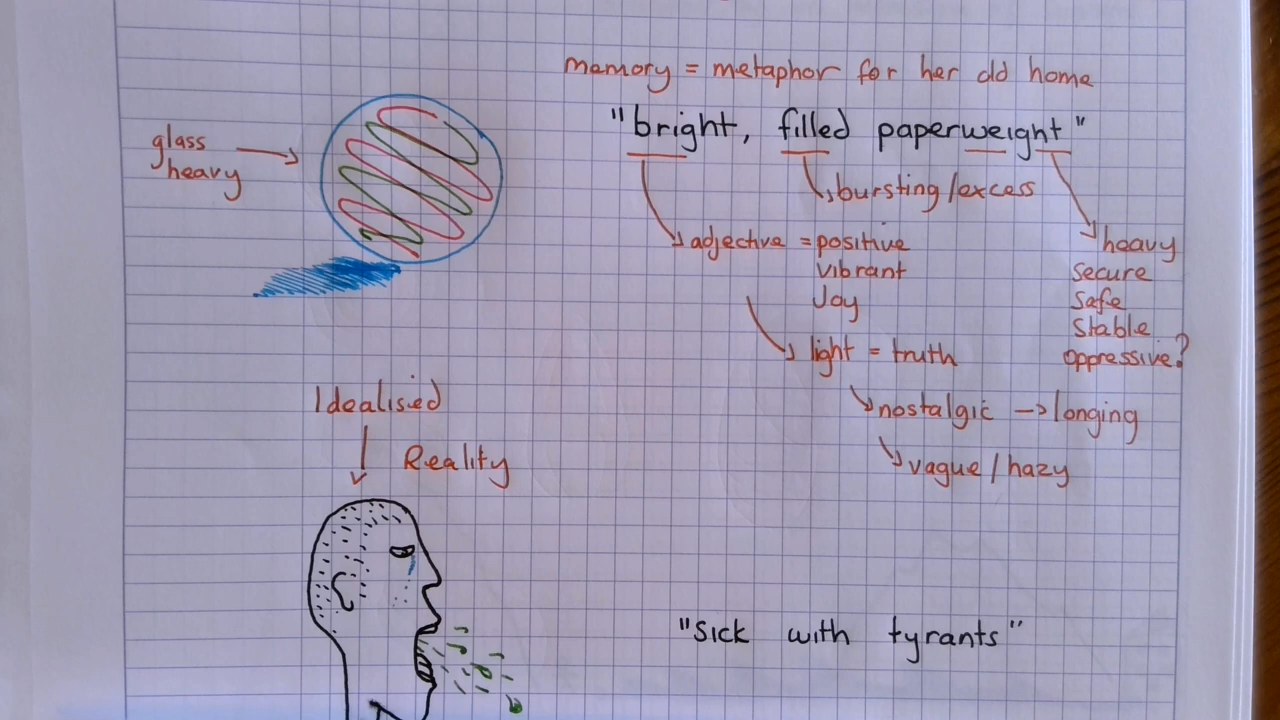 memory = metaphor for her old home
"bright, filled paperweight"
glass
heavy
bursting/excess
adjective = positive
vibrant
Joy
heavy
secure
safe
stable
oppressive?
light = truth
nostalgic → longing
vague/hazy
Idealised
Reality
"sick with tyrants"